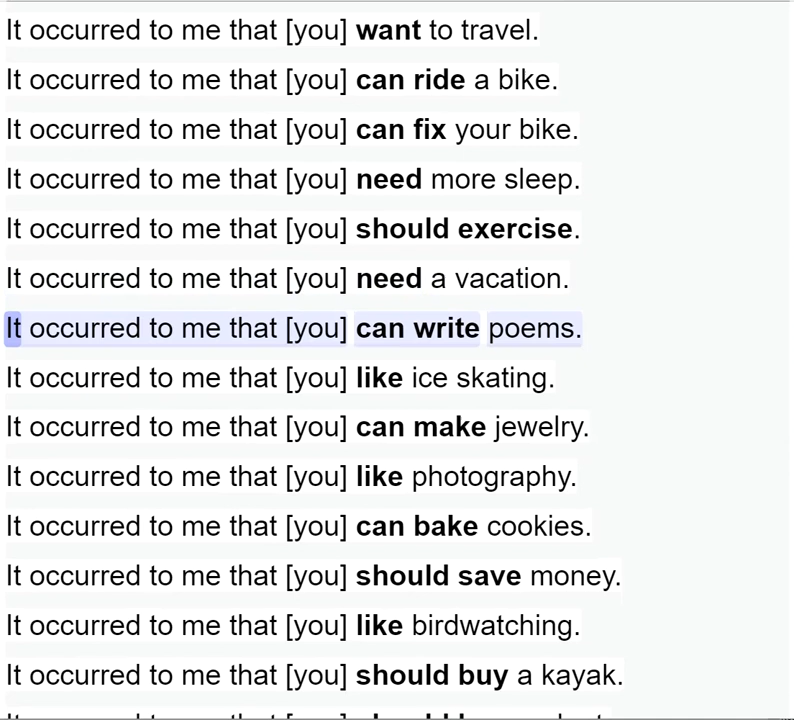 It occurred to me that [you] want to travel.
It occurred to me that [you] can ride a bike.
It occurred to me that [you] can fix your bike.
It occurred to me that [you] need more sleep.
It occurred to me that [you] should exercise.
It occurred to me that [you] need a vacation.
It occurred to me that [you] can write poems.
It occurred to me that [you] like ice skating.
It occurred to me that [you] can make jewelry.
It occurred to me that [you] like photography.
It occurred to me that [you] can bake cookies.
It occurred to me that [you] should save money.
It occurred to me that [you] like birdwatching.
It occurred to me that [you] should buy a kayak.